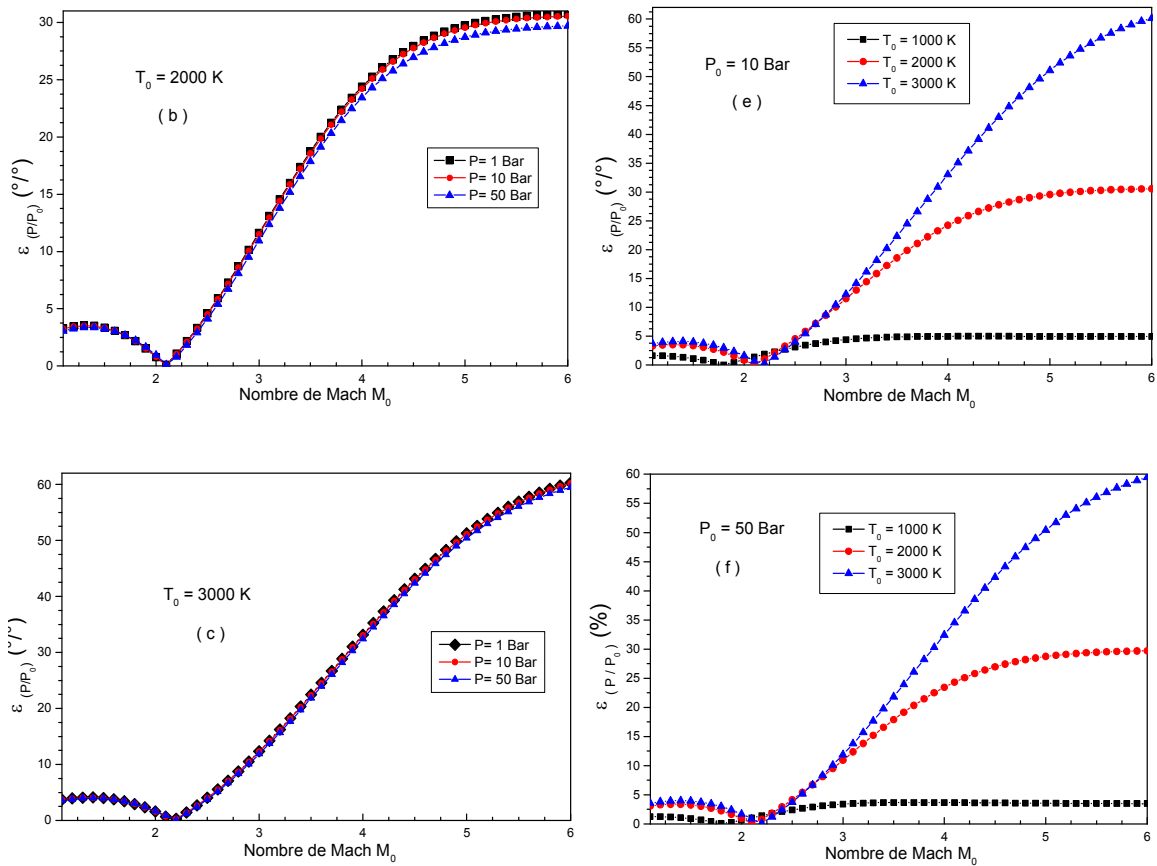 T0 = 2000 K
( b )
P= 1 Bar
P= 10 Bar
P= 50 Bar
ε (P/P0) (°/°)
0
5
10
15
20
25
30
2
3
4
5
6
Nombre de Mach M0
P0 = 10 Bar
( e )
T0 = 1000 K
T0 = 2000 K
T0 = 3000 K
ε (P/P0) (°/°)
0
5
10
15
20
25
30
35
40
45
50
55
60
2
3
4
5
6
Nombre de Mach M0
T0 = 3000 K
( c )
P= 1 Bar
P= 10 Bar
P= 50 Bar
ε (P/P0) (°/°)
0
10
20
30
40
50
60
2
3
4
5
6
Nombre de Mach M0
P0 = 50 Bar
( f )
T0 = 1000 K
T0 = 2000 K
T0 = 3000 K
ε ( P / P0 ) (%)
0
5
10
15
20
25
30
35
40
45
50
55
60
2
3
4
5
6
Nombre de Mach M0